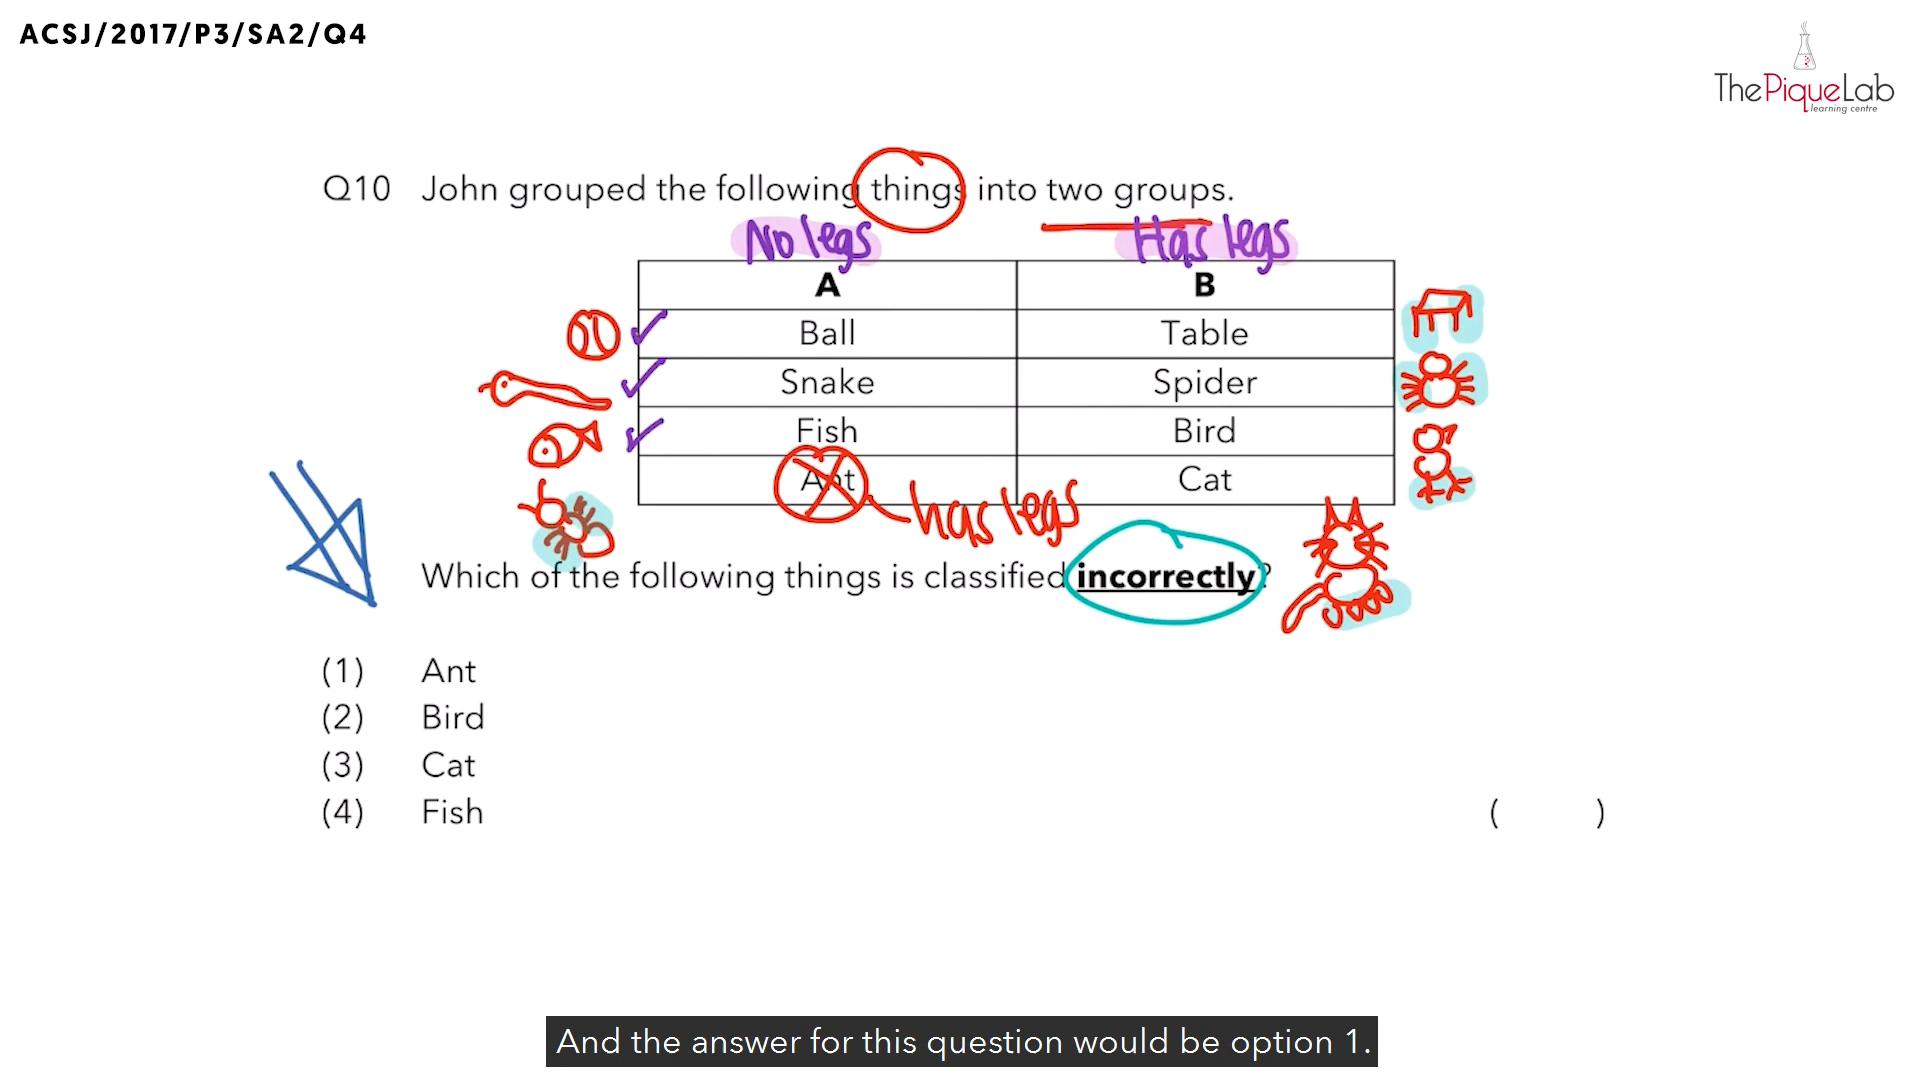 ACSJ/2017/P3/SA2/Q4
ThePiqueLab
learning centre
Q10 John grouped the following things into two groups.
No legs Has legs
A B
Ball Table
Snake Spider
Fish Bird
Ant Cat
has legs
Which of the following things is classified incorrectly?
(1) Ant
(2) Bird
(3) Cat
(4) Fish ( )
And the answer for this question would be option 1.